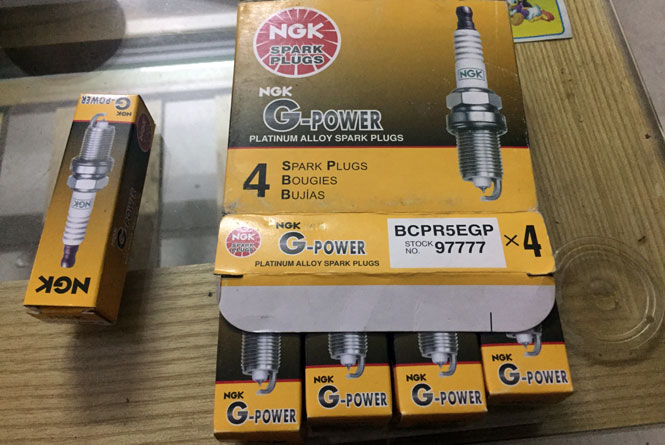 NGK
SPARK
PLUGS
NGK
G-POWER
PLATINUM ALLOY SPARK PLUGS
4 SPARK PLUGS
BOUGIES
BUJÍAS
NGK
SPARK
PLUGS
NGK
G-POWER
PLATINUM ALLOY SPARK PLUGS
BCPR5EGP
STOCK
NO. 97777
×4
NGK
G-POWER
NGK
G-POWER
NGK
G-POWER
NGK
G-POWER
NGK
G-POWER
NGK
NGK